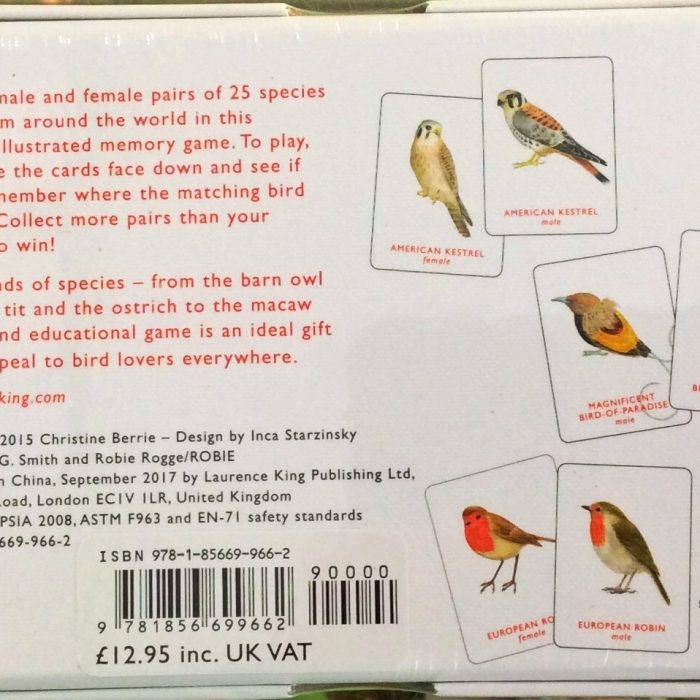 male and female pairs of 25 species
m around the world in this
illustrated memory game. To play,
e the cards face down and see if
member where the matching bird
Collect more pairs than your
o win!
nds of species – from the barn owl
tit and the ostrich to the macaw
nd educational game is an ideal gift
peal to bird lovers everywhere.
king.com
2015 Christine Berrie – Design by Inca Starzinsky
G. Smith and Robie Rogge/ROBIE
n China, September 2017 by Laurence King Publishing Ltd,
oad, London EC1V 1LR, United Kingdom
PSIA 2008, ASTM F963 and EN-71 safety standards
669-966-2
ISBN 978-1-85669-966-2
90000
9 781856 699662
£12.95 inc. UK VAT
AMERICAN KESTREL
female
AMERICAN KESTREL
male
MAGNIFICENT
BIRD-OF-PARADISE
male
EUROPEAN RO
female
EUROPEAN ROBIN
male